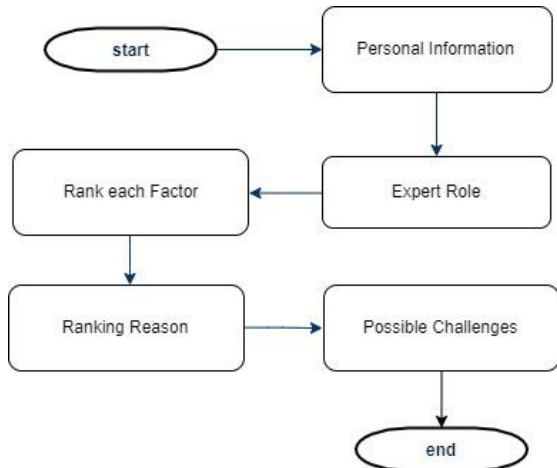 start
Personal Information
Expert Role
Rank each Factor
Ranking Reason
Possible Challenges
end